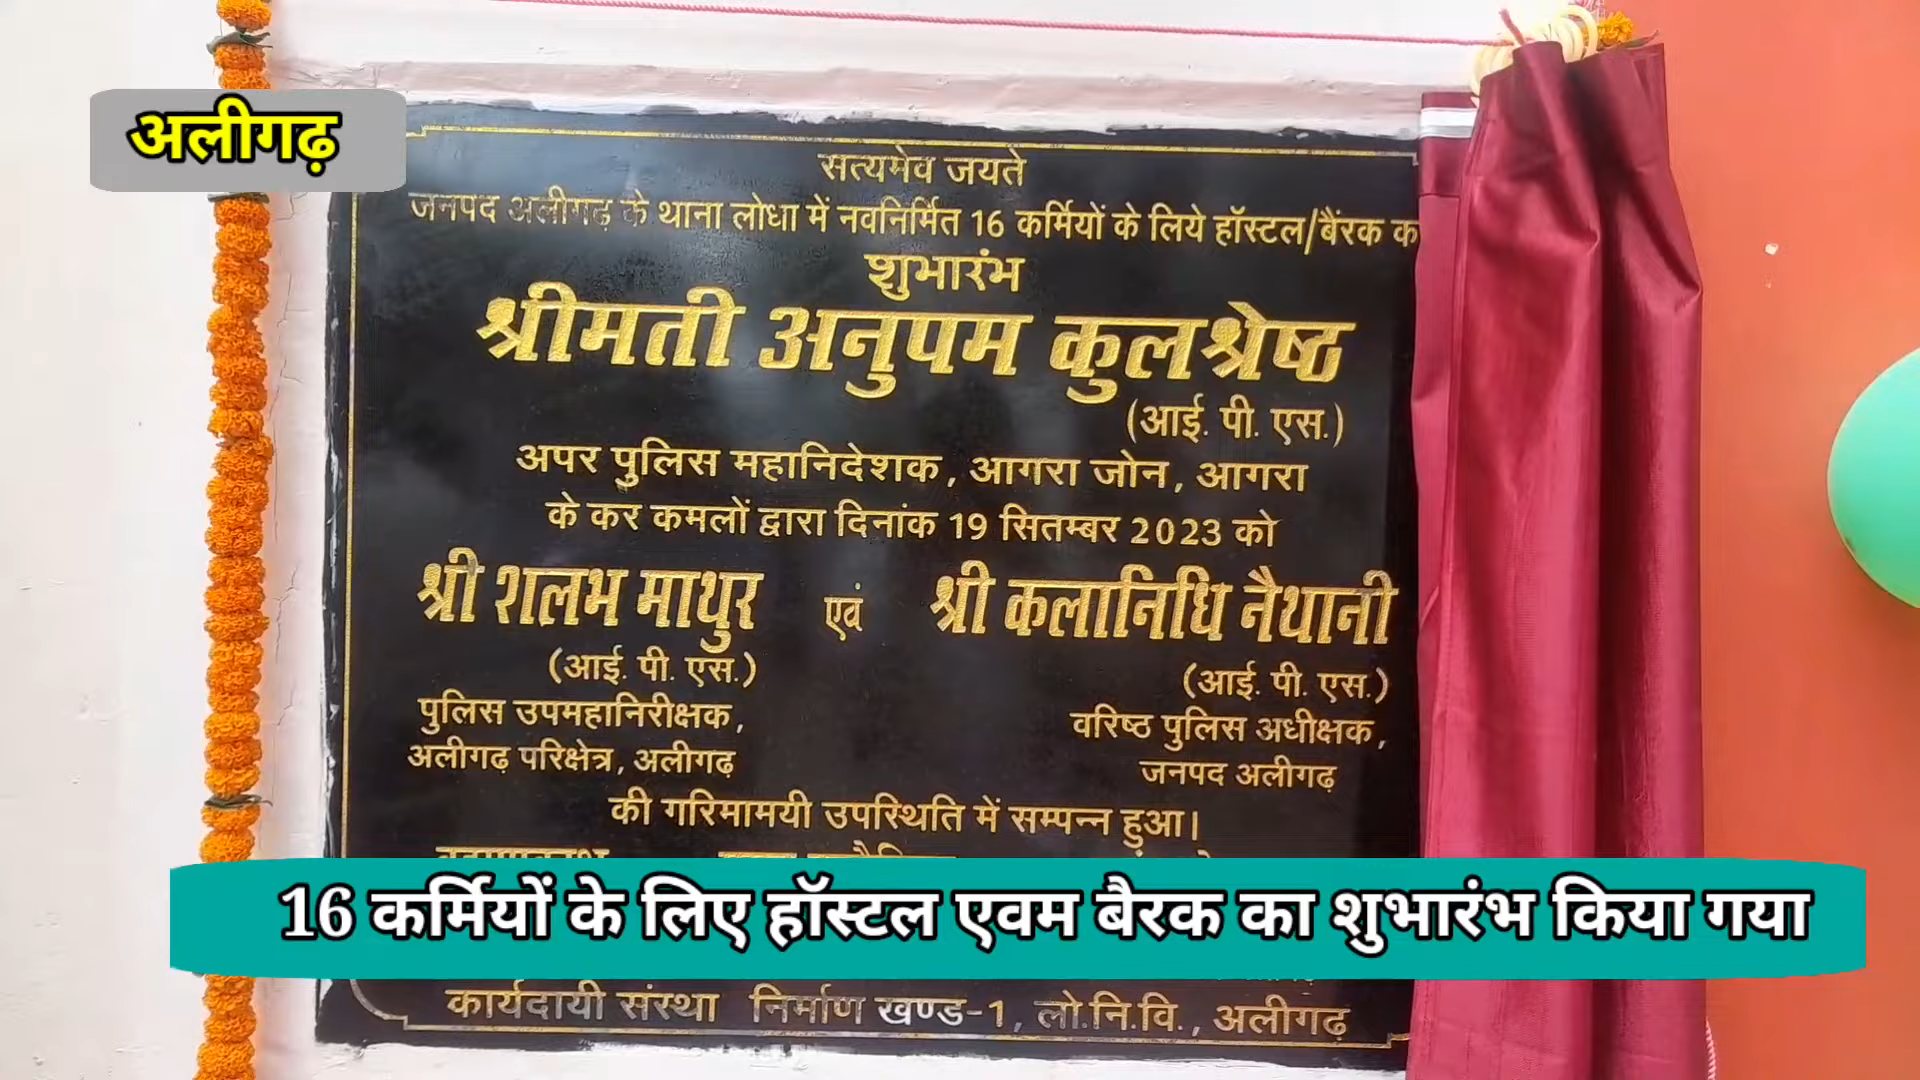 अलीगढ़
सत्यमेव जयते
जनपद अलीगढ़ के थाना लोधा में नवनिर्मित 16 कर्मियों के लिये हॉस्टल/बैंरक क
शुभारंभ
श्रीमती अनुपम कुलश्रेष्ठ
(आई. पी. एस.)
अपर पुलिस महानिदेशक, आगरा जोन, आगरा
के कर कमलों द्वारा दिनांक 19 सितम्बर 2023 को
श्री शलभ माथुर एवं श्री कलानिधि नैथानी
(आई. पी. एस.) (आई. पी. एस.)
पुलिस उपमहानिरीक्षक, वरिष्ठ पुलिस अधीक्षक,
अलीगढ़ परिक्षेत्र, अलीगढ़ जनपद अलीगढ़
की गरिमामयी उपस्थिति में सम्पन्न हुआ।
16 कर्मियों के लिए हॉस्टल एवम बैरक का शुभारंभ किया गया
कार्यदायी संस्था निर्माण खण्ड-1, लो.नि.वि., अलीगढ़